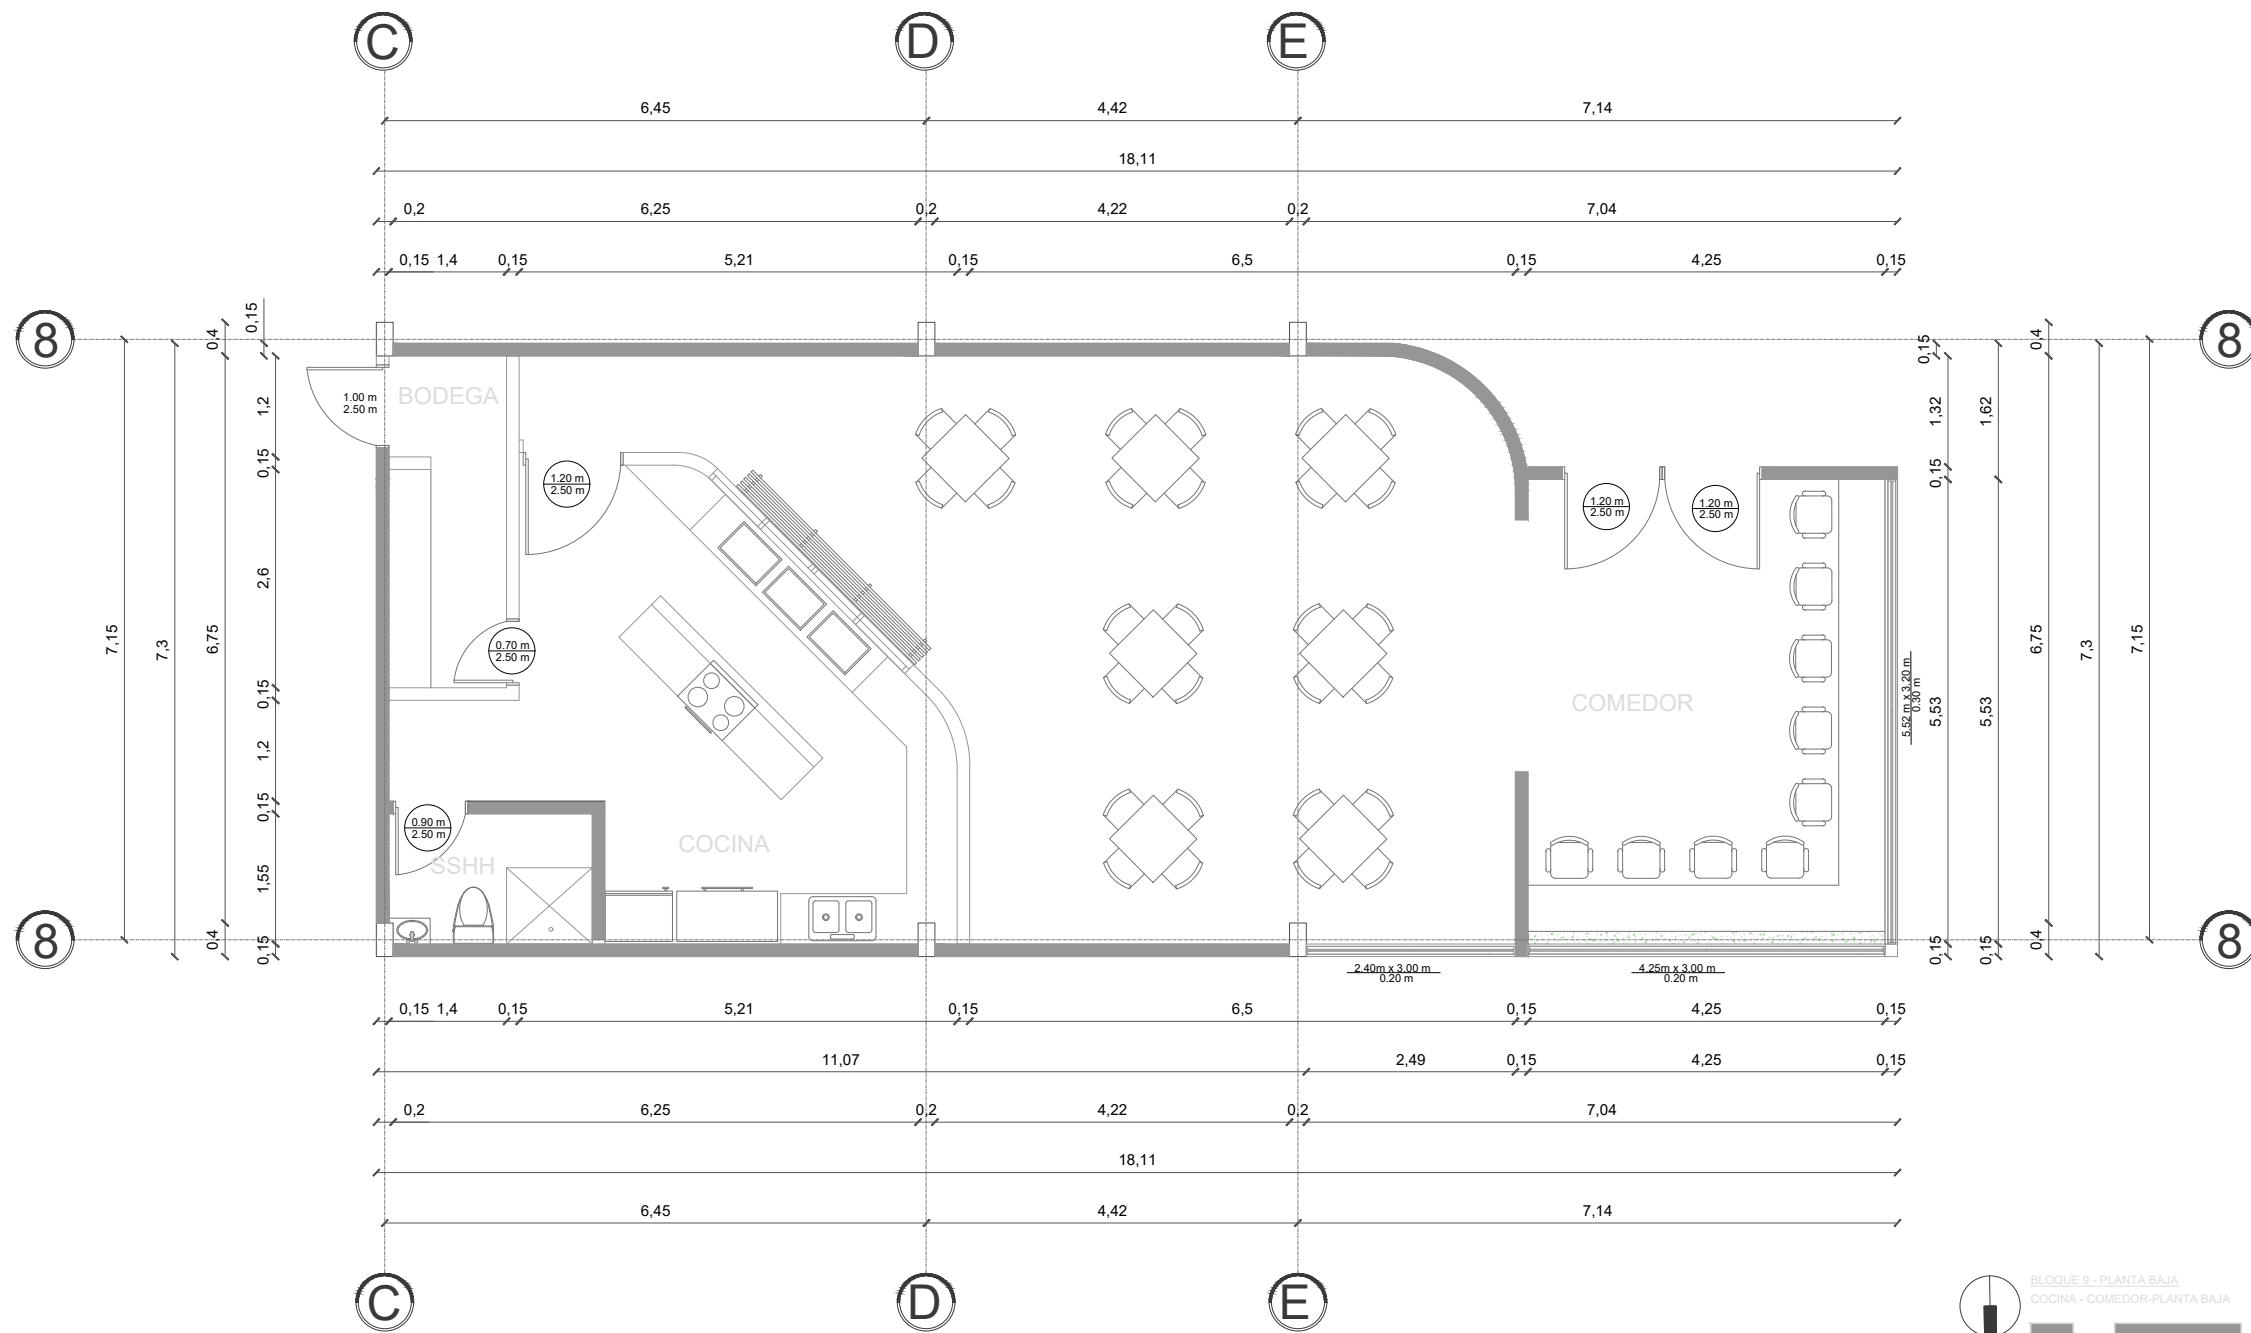 C D E
6,45 4,42 7,14
18,11
0,2 6,25 0,2 4,22 0,2 7,04
0,15 1,4 0,15 5,21 0,15 6,5 0,15 4,25 0,15
8 8
7,15
7,3
0,4
6,75
0,4
0,15
1,2
0,15
2,6
0,15
1,2
0,15
1,55
0,15
1.00 m
2.50 m
BODEGA
1.20 m
2.50 m
0.70 m
2.50 m
0.90 m
2.50 m
SSHH
COCINA
1.20 m
2.50 m
1.20 m
2.50 m
COMEDOR
5.52 m x 3.20 m
0.30 m
2.40m x 3.00 m
0.20 m
4.25m x 3.00 m
0.20 m
0,15
1,32
0,15
5,53
0,15
1,62
5,53
0,15
0,4
6,75
0,4
7,3
7,15
8 8
0,15 1,4 0,15 5,21 0,15 6,5 0,15 4,25 0,15
11,07 2,49 0,15 4,25 0,15
0,2 6,25 0,2 4,22 0,2 7,04
18,11
6,45 4,42 7,14
C D E
BLOQUE 9 - PLANTA BAJA
COCINA - COMEDOR-PLANTA BAJA